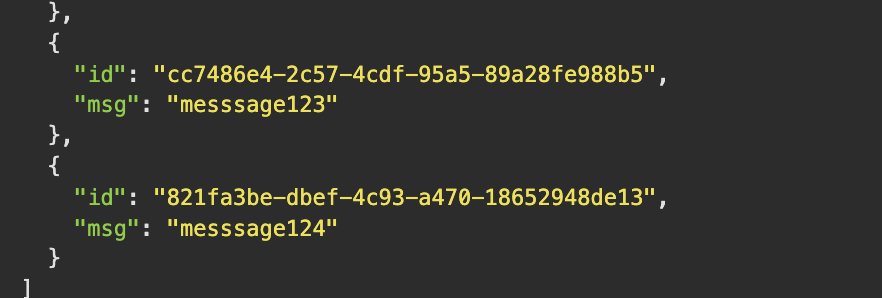 },
{
"id": "cc7486e4-2c57-4cdf-95a5-89a28fe988b5",
"msg": "messsage123"
},
{
"id": "821fa3be-dbef-4c93-a470-18652948de13",
"msg": "messsage124"
}
]